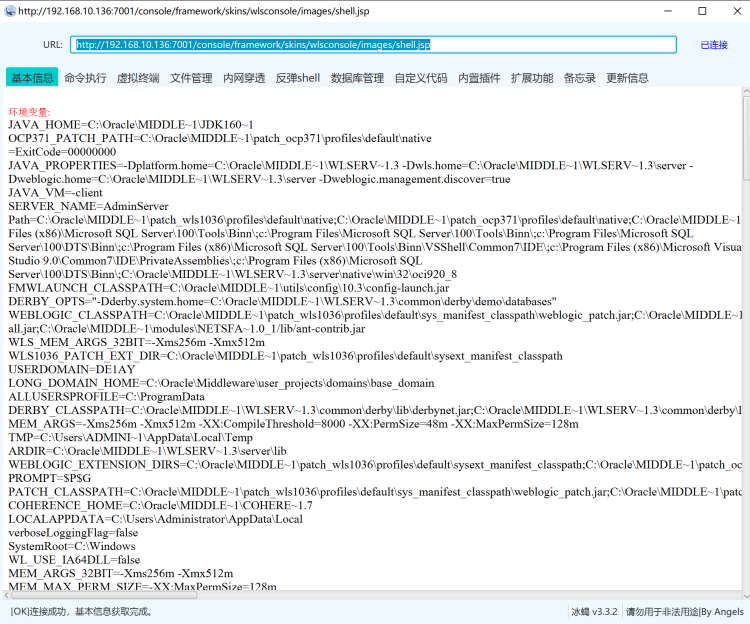 http://192.168.10.136:7001/console/framework/skins/wlsconsole/images/shell.jsp
URL: http://192.168.10.136:7001/console/framework/skins/wlsconsole/images/shell.jsp 已连接
基本信息 命令执行 虚拟终端 文件管理 内网穿透 反弹shell 数据库管理 自定义代码 内置插件 扩展功能 备忘录 更新信息
环境变量:
JAVA_HOME=C:\Oracle\MIDDLE~1\JDK160~1
OCP371_PATCH_PATH=C:\Oracle\MIDDLE~1\patch_ocp371\profiles\default\native
=ExitCode=00000000
JAVA_PROPERTIES=-Dplatform.home=C:\Oracle\MIDDLE~1\WLSERV~1.3 -Dwls.home=C:\Oracle\MIDDLE~1\WLSERV~1.3\server -
Dweblogic.home=C:\Oracle\MIDDLE~1\WLSERV~1.3\server -Dweblogic.management.discover=true
JAVA_VM=-client
SERVER_NAME=AdminServer
Path=C:\Oracle\MIDDLE~1\patch_wls1036\profiles\default\native;C:\Oracle\MIDDLE~1\patch_ocp371\profiles\default\native;C:\Oracle\MIDDLE~1
Files (x86)\Microsoft SQL Server\100\Tools\Binn\;c:\Program Files\Microsoft SQL Server\100\Tools\Binn\;c:\Program Files\Microsoft SQL
Server\100\DTS\Binn\;c:\Program Files (x86)\Microsoft SQL Server\100\Tools\Binn\VSShell\Common7\IDE\;c:\Program Files (x86)\Microsoft Visua
Studio 9.0\Common7\IDE\PrivateAssemblies\;c:\Program Files (x86)\Microsoft SQL
Server\100\DTS\Binn\;C:\Oracle\MIDDLE~1\WLSERV~1.3\server\native\win\32\oci920_8
FMWLAUNCH_CLASSPATH=C:\Oracle\MIDDLE~1\utils\config\10.3\config-launch.jar
DERBY_OPTS="-Dderby.system.home=C:\Oracle\MIDDLE~1\WLSERV~1.3\common\derby\demo\databases"
WEBLOGIC_CLASSPATH=C:\Oracle\MIDDLE~1\patch_wls1036\profiles\default\sys_manifest_classpath\weblogic_patch.jar;C:\Oracle\MIDDLE~1
all.jar;C:\Oracle\MIDDLE~1\modules\NETSFA~1.0_1/lib/ant-contrib.jar
WLS_MEM_ARGS_32BIT=-Xms256m -Xmx512m
WLS1036_PATCH_EXT_DIR=C:\Oracle\MIDDLE~1\patch_wls1036\profiles\default\sysext_manifest_classpath
USERDOMAIN=DE1AY
LONG_DOMAIN_HOME=C:\Oracle\Middleware\user_projects\domains\base_domain
ALLUSERSPROFILE=C:\ProgramData
DERBY_CLASSPATH=C:\Oracle\MIDDLE~1\WLSERV~1.3\common\derby\lib\derbynet.jar;C:\Oracle\MIDDLE~1\WLSERV~1.3\common\derby\l
MEM_ARGS=-Xms256m -Xmx512m -XX:CompileThreshold=8000 -XX:PermSize=48m -XX:MaxPermSize=128m
TMP=C:\Users\ADMINI~1\AppData\Local\Temp
ARDIR=C:\Oracle\MIDDLE~1\WLSERV~1.3\server\lib
WEBLOGIC_EXTENSION_DIRS=C:\Oracle\MIDDLE~1\patch_wls1036\profiles\default\sysext_manifest_classpath;C:\Oracle\MIDDLE~1\patch_oc
PROMPT=$P$G
PATCH_CLASSPATH=C:\Oracle\MIDDLE~1\patch_wls1036\profiles\default\sys_manifest_classpath\weblogic_patch.jar;C:\Oracle\MIDDLE~1\patc
COHERENCE_HOME=C:\Oracle\MIDDLE~1\COHERE~1.7
LOCALAPPDATA=C:\Users\Administrator\AppData\Local
verboseLoggingFlag=false
SystemRoot=C:\Windows
WL_USE_IA64DLL=false
MEM_ARGS_32BIT=-Xms256m -Xmx512m
MEM_MAX_PERM_SIZE=-XX:MaxPermSize=128m
[OK]连接成功，基本信息获取完成。 冰蝎 v3.3.2 请勿用于非法用途|By Angels